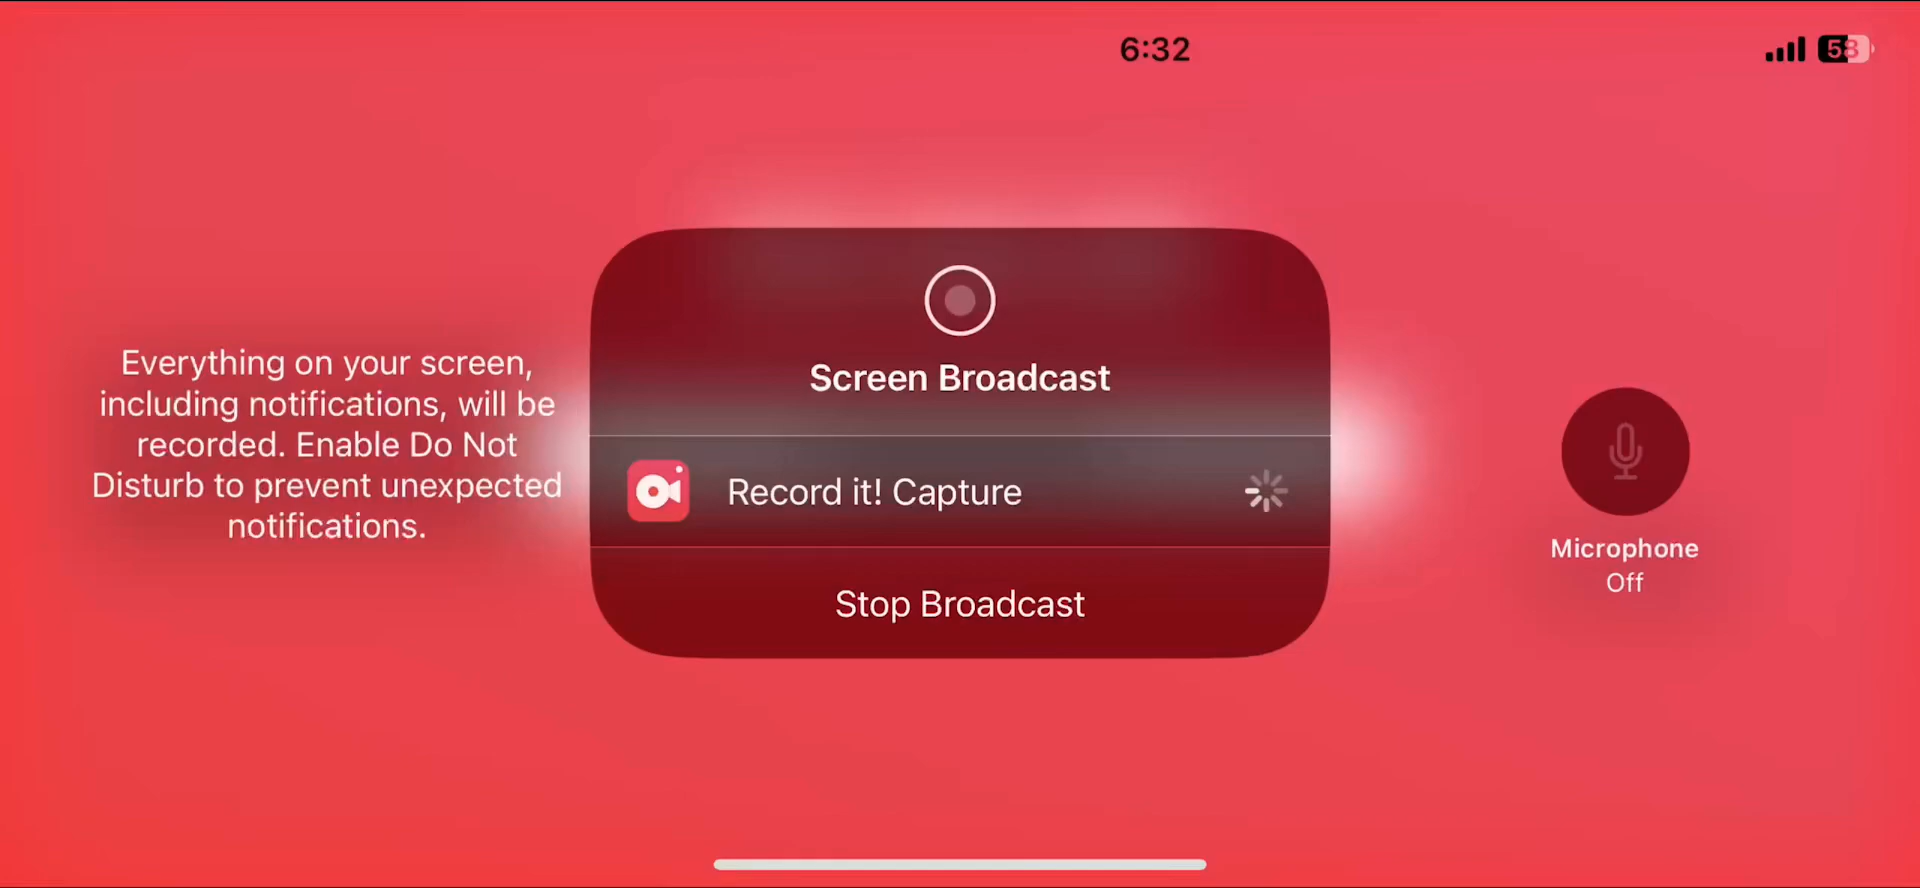 6:32
58
Everything on your screen,
including notifications, will be
recorded. Enable Do Not
Disturb to prevent unexpected
notifications.
Screen Broadcast
Record it! Capture
Stop Broadcast
Microphone
Off